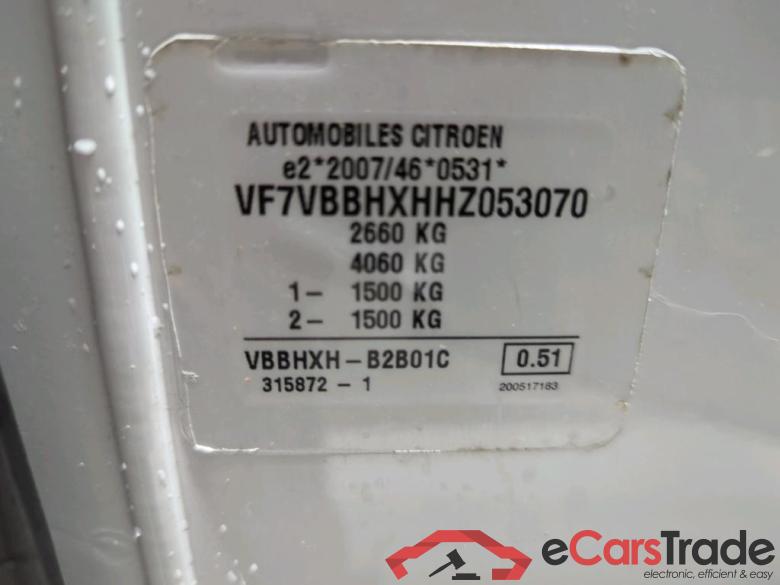 AUTOMOBILES CITROEN
e2*2007/46*0531*
VF7VBBHXHHZ053070
2660 KG
4060 KG
1- 1500 KG
2- 1500 KG
VBBHXH-B2B01C 0.51
315872-1 200517183
eCarsTrade
electronic, efficient & easy